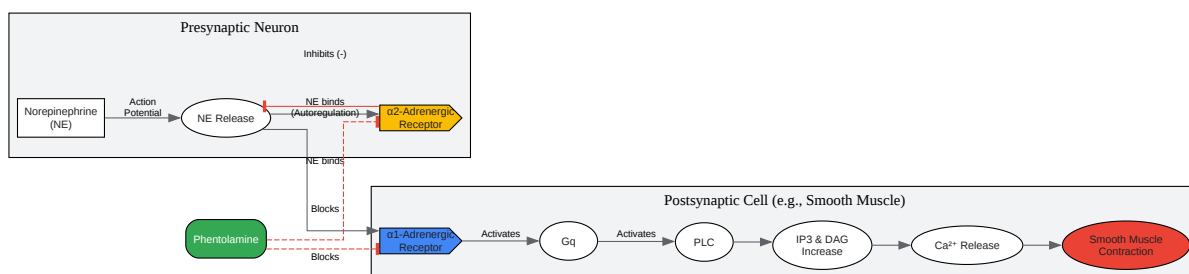 Presynaptic Neuron
Inhibits (-)
Norepinephrine
(NE)
Action
Potential
NE Release
NE binds
(Autoregulation)
α2-Adrenergic
Receptor
NE binds
Postsynaptic Cell (e.g., Smooth Muscle)
Phentolamine
Blocks
Blocks
α1-Adrenergic
Receptor
Activates
Gq
Activates
PLC
IP3 & DAG
Increase
Ca²⁺ Release
Smooth Muscle
Contraction